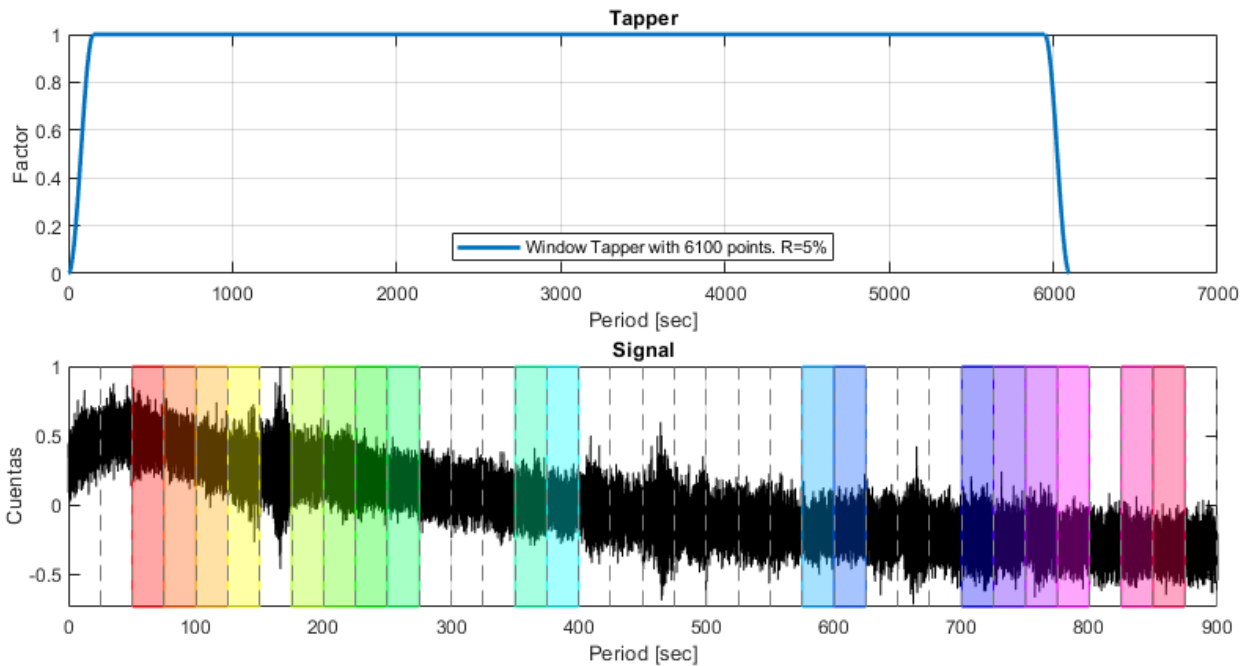 Tapper
1
0.8
0.6
0.4
0.2
0
Factor
Window Tapper with 6100 points. R=5%
0 1000 2000 3000 4000 5000 6000 7000
Period [sec]
Signal
1
0.5
0
-0.5
Cuentas
0 100 200 300 400 500 600 700 800 900
Period [sec]